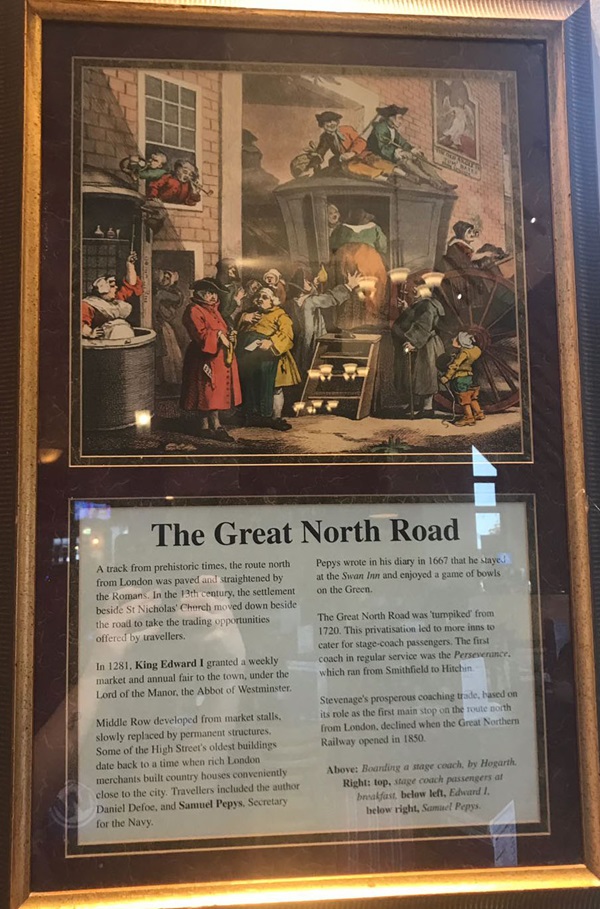 The Great North Road
A track from prehistoric times, the route north
from London was paved and straightened by
the Romans. In the 13th century, the settlement
beside St Nicholas' Church moved down beside
the road to take the trading opportunities
offered by travellers.
In 1281, King Edward I granted a weekly
market and annual fair to the town, under the
Lord of the Manor, the Abbot of Westminster.
Middle Row developed from market stalls,
slowly replaced by permanent structures.
Some of the High Street's oldest buildings
date back to a time when rich London
merchants built country houses conveniently
close to the city. Travellers included the author
Daniel Defoe, and Samuel Pepys, Secretary
for the Navy.
Pepys wrote in his diary in 1667 that he stayed
at the Swan Inn and enjoyed a game of bowls
on the Green.
The Great North Road was 'turnpiked' from
1720. This privatisation led to more inns to
cater for stage-coach passengers. The first
coach in regular service was the Perseverance,
which ran from Smithfield to Hitchin.
Stevenage's prosperous coaching trade, based on
its role as the first main stop on the route north
from London, declined when the Great Northern
Railway opened in 1850.
Above: Boarding a stage coach, by Hogarth.
Right: top, stage coach passengers at
breakfast, below left, Edward I,
below right, Samuel Pepys.